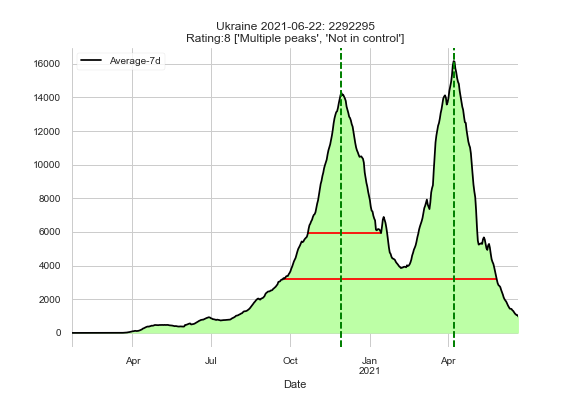 Ukraine 2021-06-22: 2292295
Rating:8 ['Multiple peaks', 'Not in control']
Average-7d
16000
14000
12000
10000
8000
6000
4000
2000
0
Apr Jul Oct Jan Apr
2021
Date